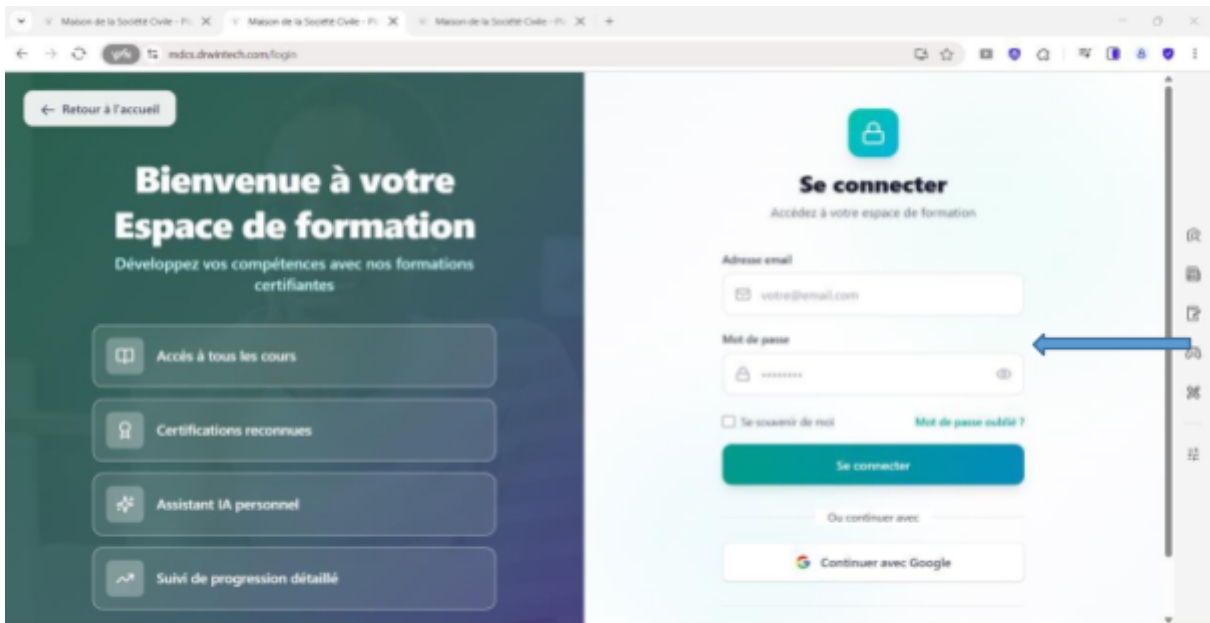 Maison de la Société Civile - Pl
Maison de la Société Civile - Pl
Maison de la Société Civile - Pl
mdcs.drwintech.com/login
← Retour à l'accueil
Bienvenue à votre
Espace de formation
Développez vos compétences avec nos formations
certifiantes
Accès à tous les cours
Certifications reconnues
Assistant IA personnel
Suivi de progression détaillé
Se connecter
Accédez à votre espace de formation
Adresse email
votre@email.com
Mot de passe
••••••••
Se souvenir de moi
Mot de passe oublié ?
Se connecter
Ou continuer avec
Continuer avec Google